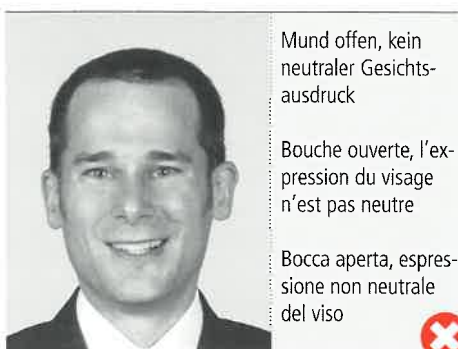 Mund offen, kein
neutraler Gesichts-
ausdruck
Bouche ouverte, l'ex-
pression du visage
n'est pas neutre
Bocca aperta, espres-
sione non neutrale
del viso